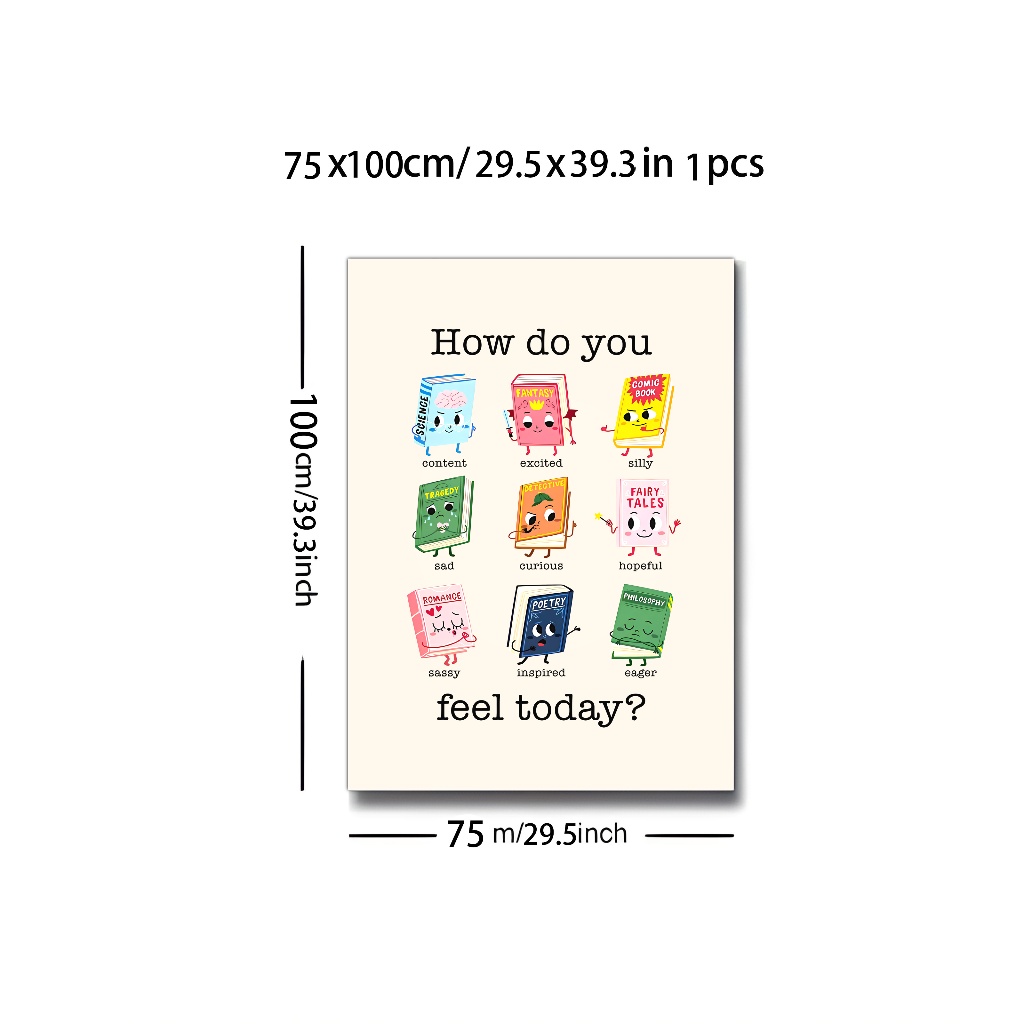 75x100cm/29.5x39.3in 1pcs
100cm/39.3inch
How do you
SCIENCE
FANTASY
COMIC
BOOK
content excited silly
TRAGEDY
DETECTIVE
FAIRY
TALES
sad curious hopeful
ROMANCE
POETRY
PHILOSOPHY
sassy inspired eager
feel today?
75 m/29.5inch